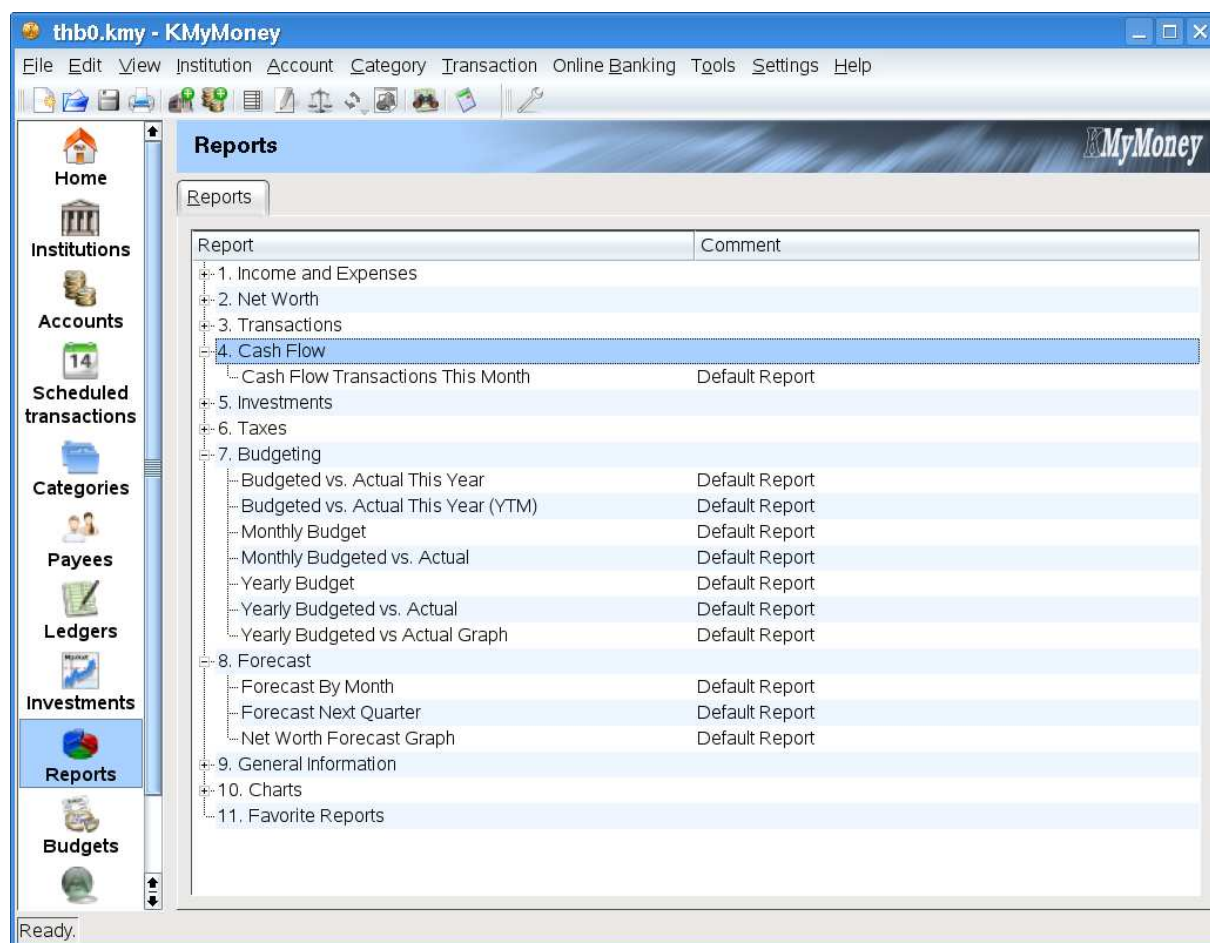 thb0.kmy - KMyMoney
File Edit View Institution Account Category Transaction Online Banking Tools Settings Help
Home
Institutions
Accounts
14
Scheduled
transactions
Categories
Payees
Ledgers
Investments
Reports
Budgets
Reports
KMyMoney
Reports
Report Comment
1. Income and Expenses
2. Net Worth
3. Transactions
4. Cash Flow
Cash Flow Transactions This Month Default Report
5. Investments
6. Taxes
7. Budgeting
Budgeted vs. Actual This Year Default Report
Budgeted vs. Actual This Year (YTM) Default Report
Monthly Budget Default Report
Monthly Budgeted vs. Actual Default Report
Yearly Budget Default Report
Yearly Budgeted vs. Actual Default Report
Yearly Budgeted vs Actual Graph Default Report
8. Forecast
Forecast By Month Default Report
Forecast Next Quarter Default Report
Net Worth Forecast Graph Default Report
9. General Information
10. Charts
11. Favorite Reports
Ready.